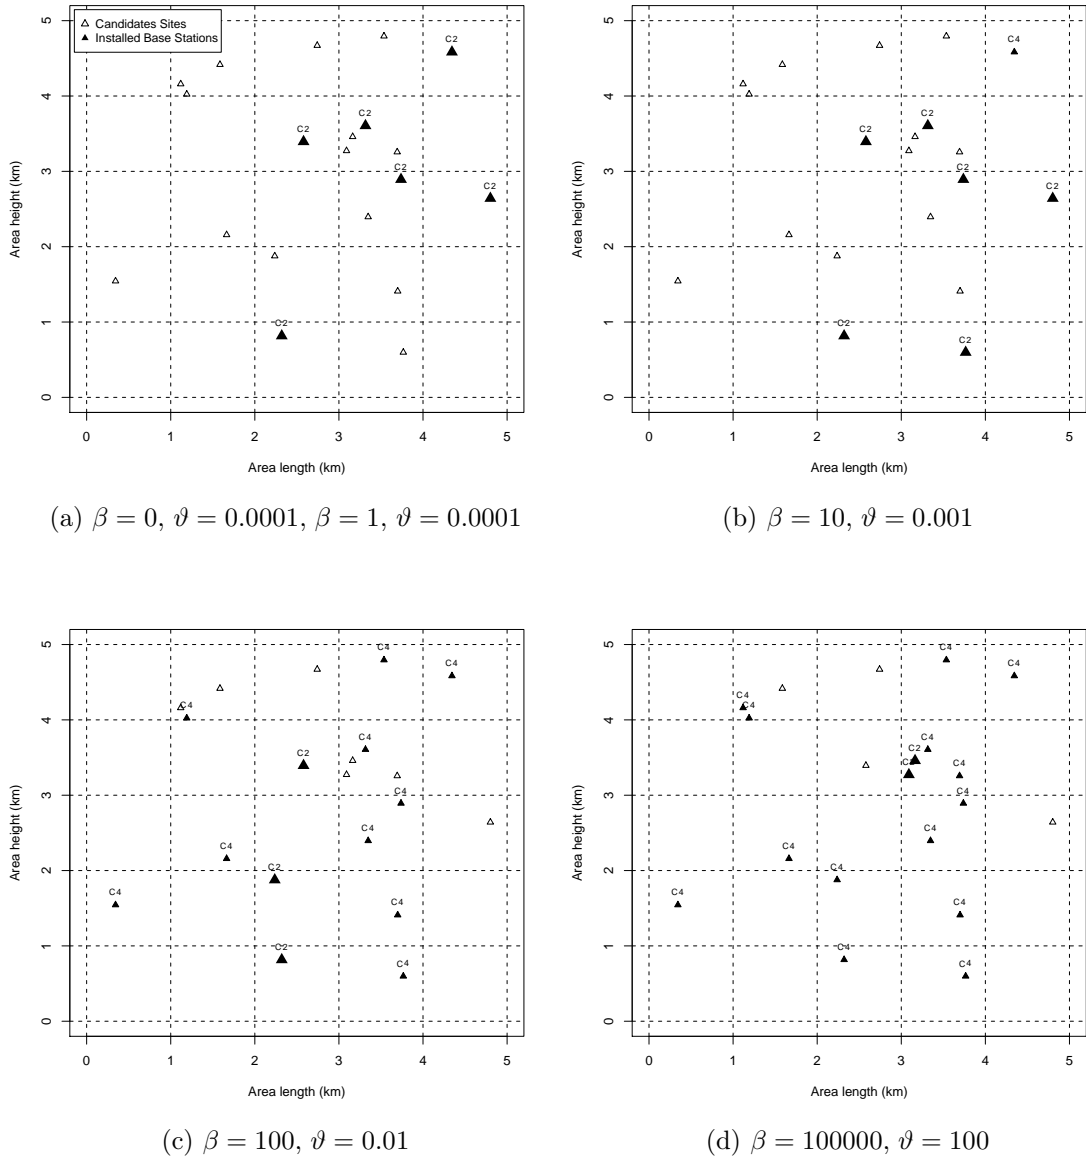 Candidates Sites
Installed Base Stations
C2
C2
C2
C2
C2
C2
0 1 2 3 4 5
Area height (km)
0 1 2 3 4 5
Area length (km)
(a) β = 0, ϑ = 0.0001, β = 1, ϑ = 0.0001
C4
C2
C2
C2
C2
C2
C2
0 1 2 3 4 5
Area height (km)
0 1 2 3 4 5
Area length (km)
(b) β = 10, ϑ = 0.001
C4
C4
C4
C4
C2
C4
C4
C4
C2
C4
C4
C2
C4
0 1 2 3 4 5
Area height (km)
0 1 2 3 4 5
Area length (km)
(c) β = 100, ϑ = 0.01
C4
C4
C4
C4
C4
C2
C4
C4
C4
C4
C4
C4
C4
C4
C4
0 1 2 3 4 5
Area height (km)
0 1 2 3 4 5
Area length (km)
(d) β = 100000, ϑ = 100